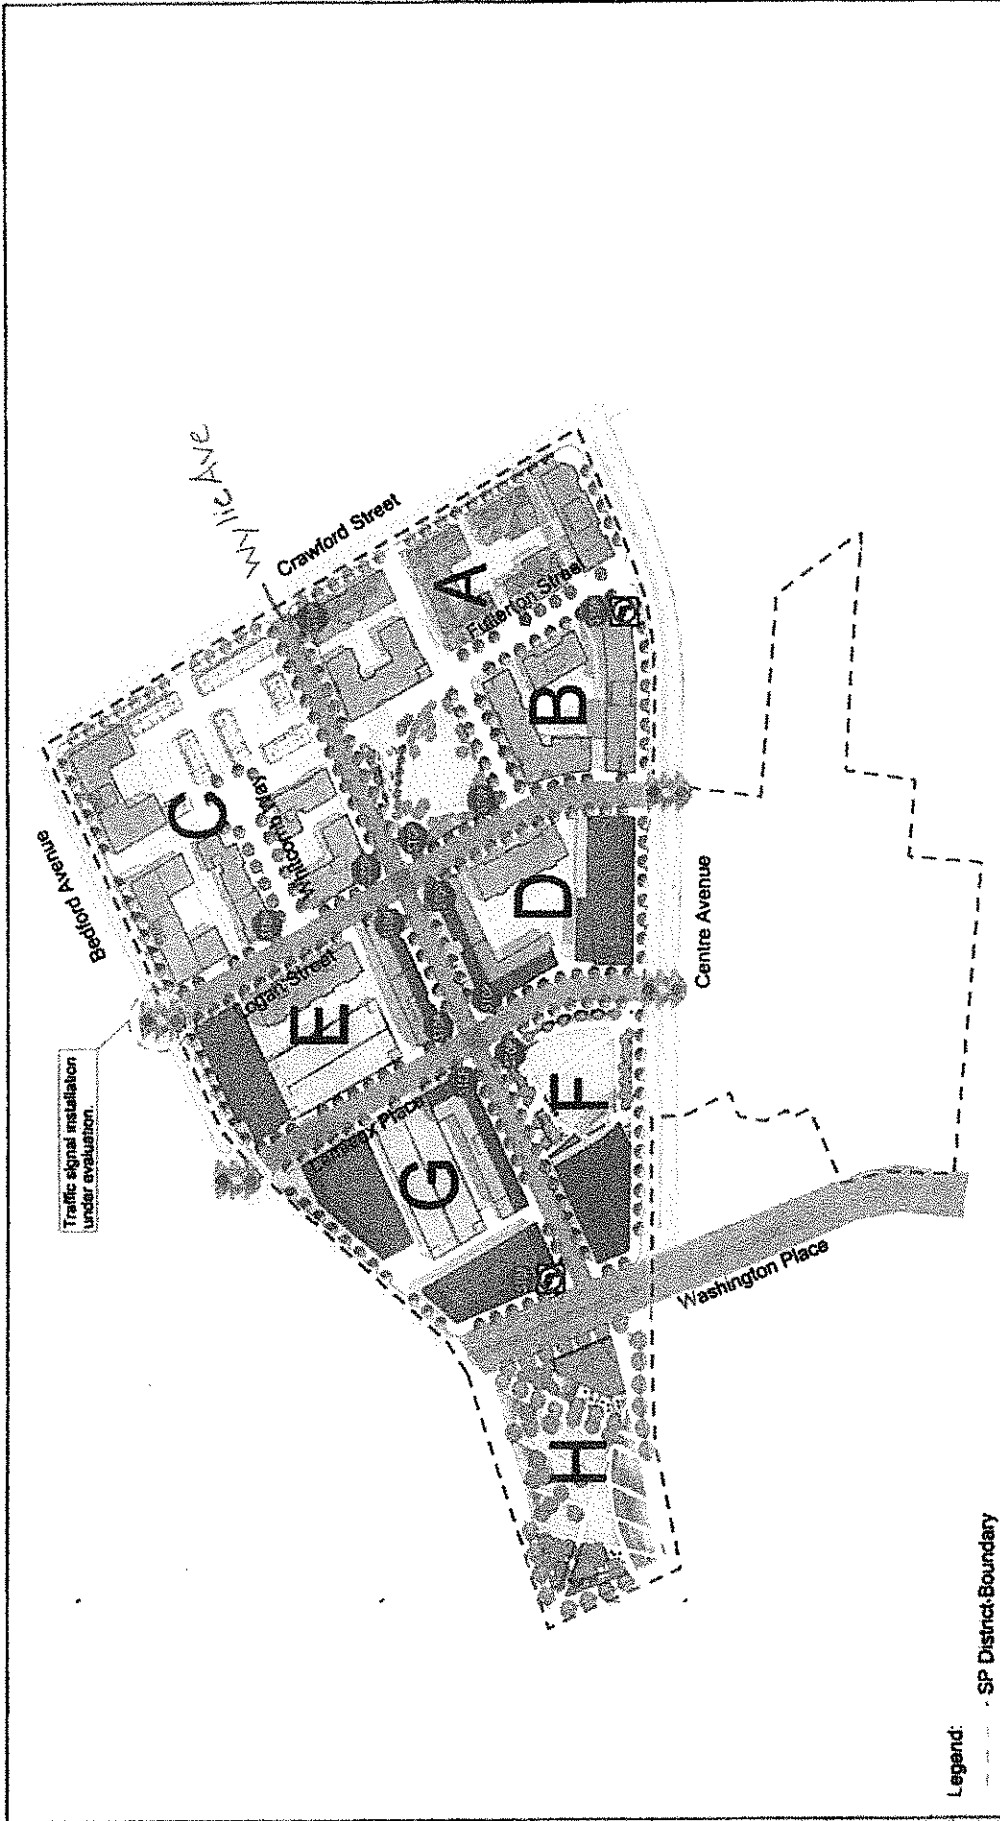 Traffic signal installation
under evaluation
Bedford Avenue
Wylie Ave
Crawford Street
C
Whitcomb Way
A
Fullerton Street
B
Logan Street
E
D
Place
G
F
Centre Avenue
H
Washington Place
Legend:
SP District Boundary